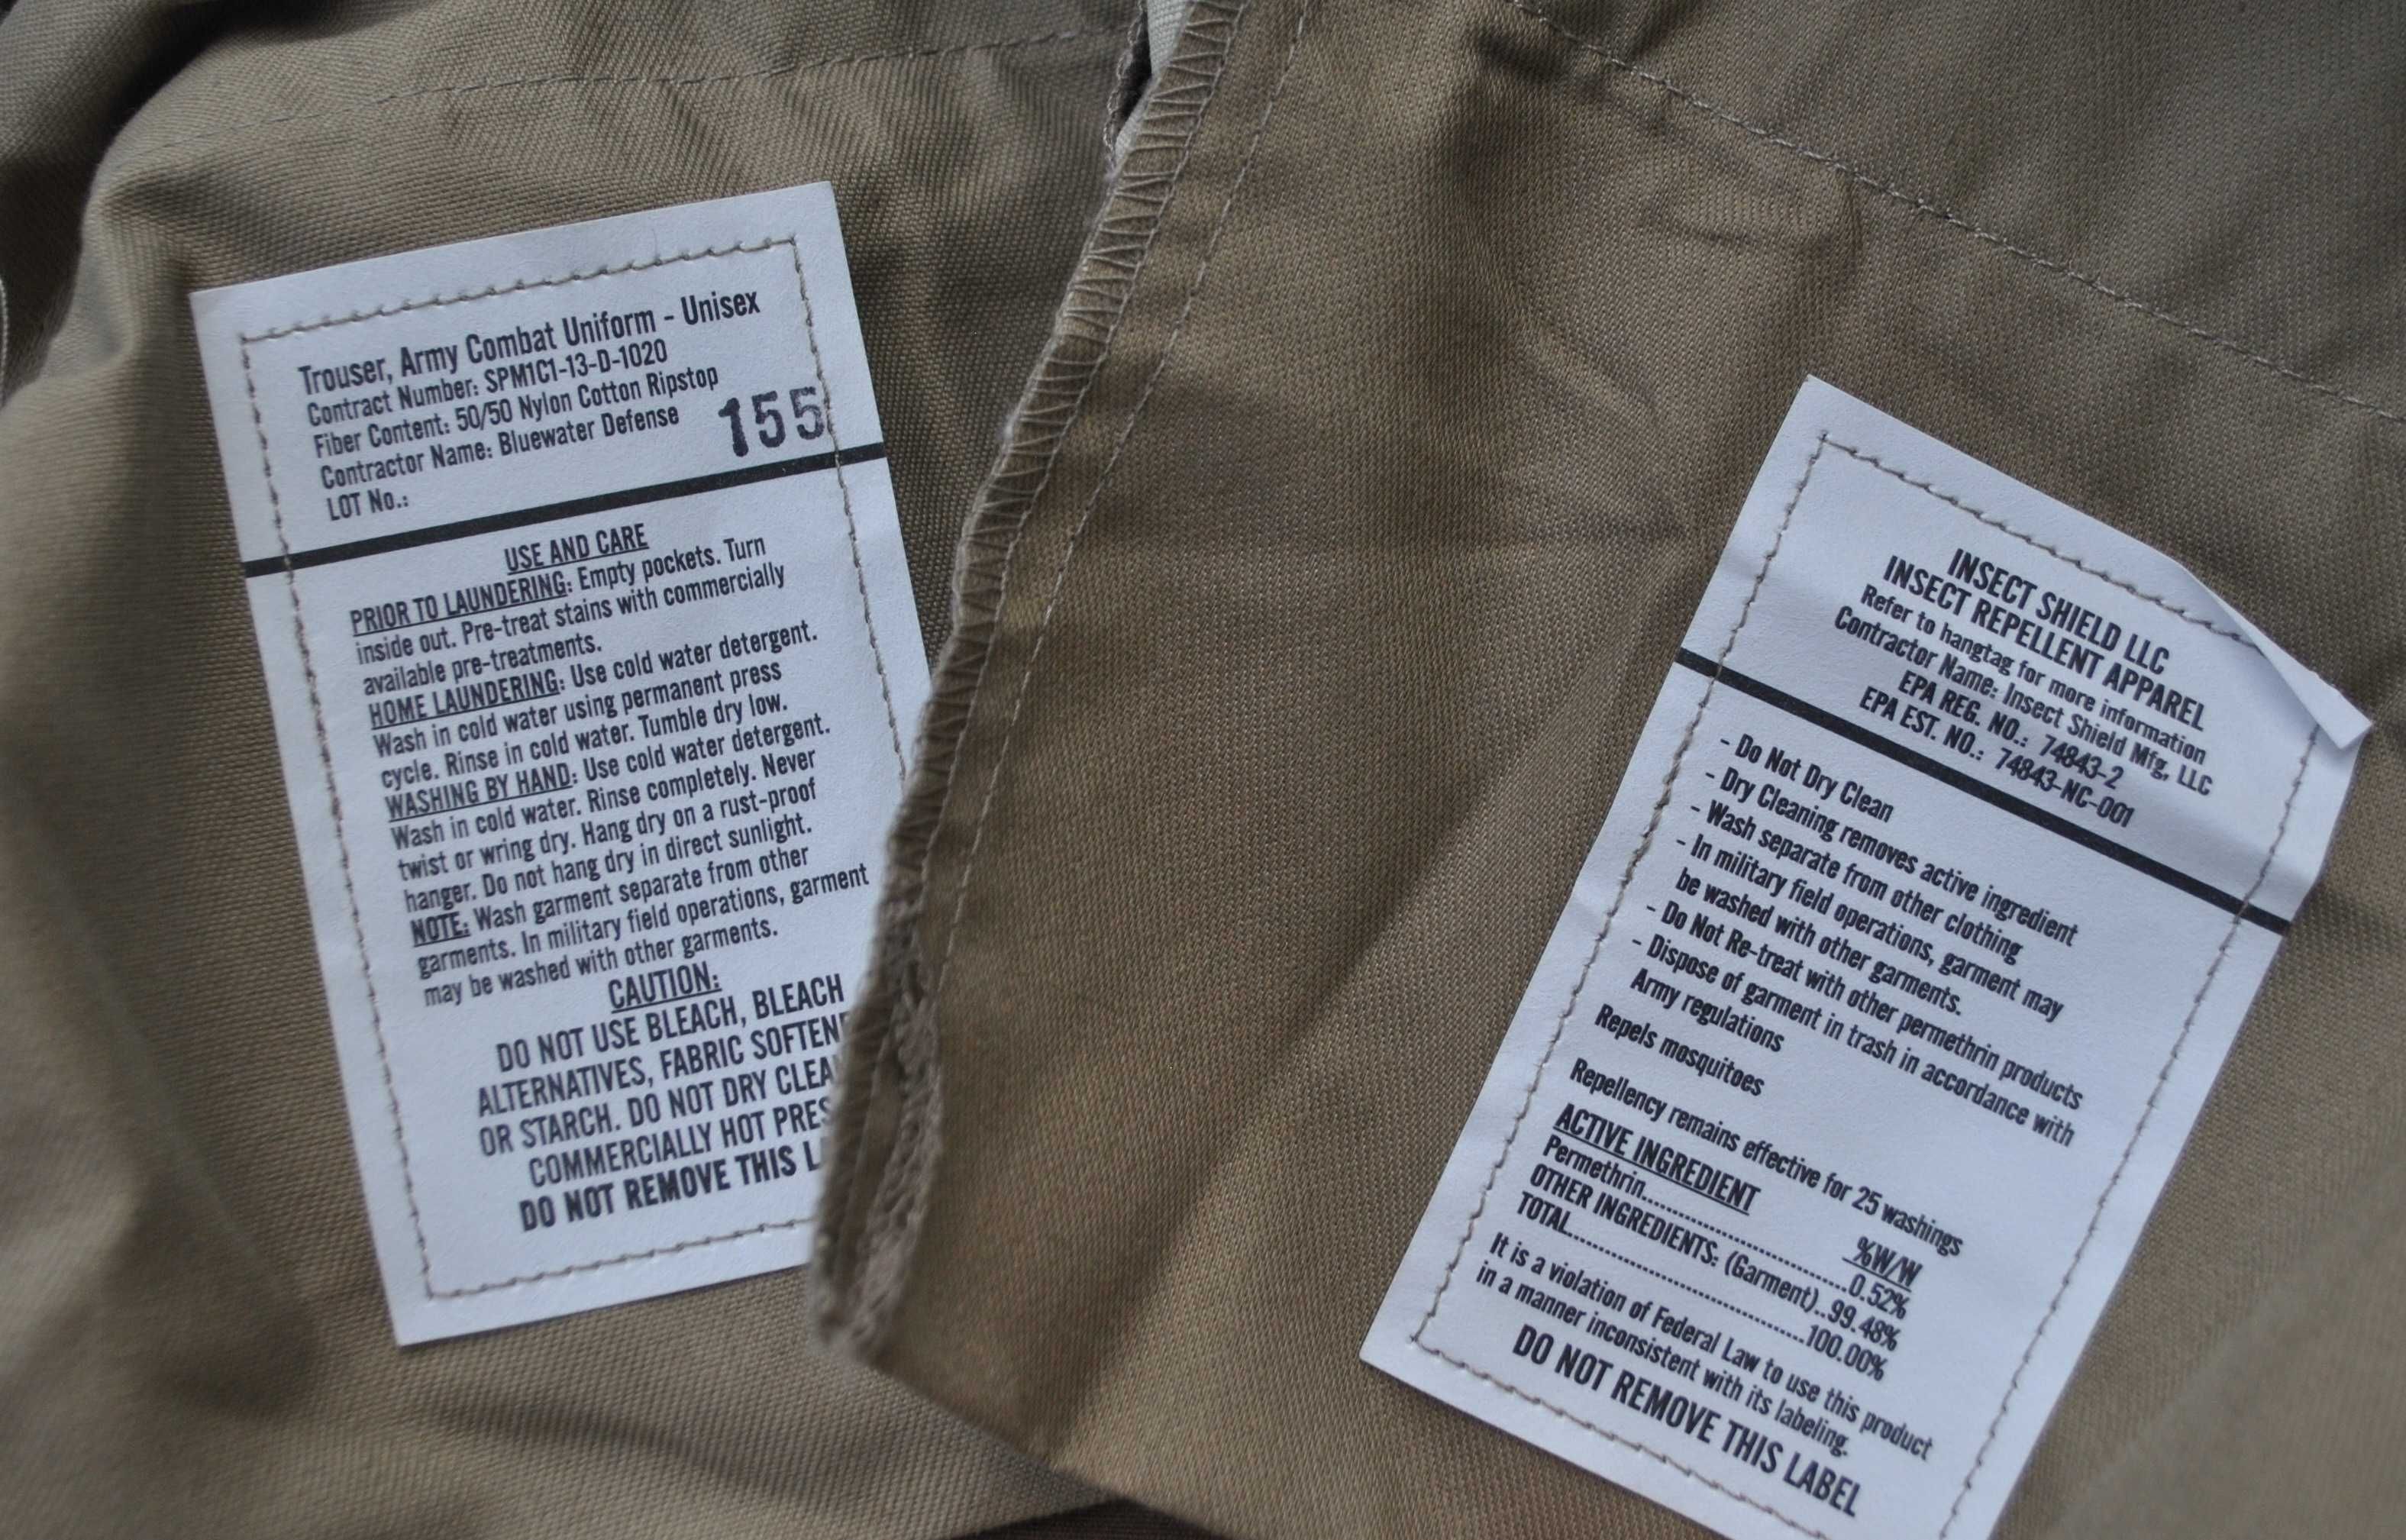 Trouser, Army Combat Uniform - Unisex
Contract Number: SPM1C1-13-D-1020
Fiber Content: 50/50 Nylon Cotton Ripstop
Contractor Name: Bluewater Defense
155
LOT No.:
USE AND CARE
PRIOR TO LAUNDERING: Empty pockets. Turn
inside out. Pre-treat stains with commercially
available pre-treatments.
HOME LAUNDERING: Use cold water detergent.
Wash in cold water using permanent press
cycle. Rinse in cold water. Tumble dry low.
WASHING BY HAND: Use cold water detergent.
Wash in cold water. Rinse completely. Never
twist or wring dry. Hang dry on a rust-proof
hanger. Do not hang dry in direct sunlight.
NOTE: Wash garment separate from other
garments. In military field operations, garment
may be washed with other garments.
CAUTION:
DO NOT USE BLEACH, BLEACH
ALTERNATIVES, FABRIC
OR STARCH. DO NOT DRY
COMMERCIALLY HOT
DO NOT REMOVE THIS
INSECT SHIELD LLC
INSECT REPELLENT APPAREL
Refer to hangtag for more information
Contractor Name: Insect Shield Mfg, LLC
EPA REG. NO.: 74843-2
EPA EST. NO.: 74843-NC-001
- Do Not Dry Clean
- Dry Cleaning removes active ingredient
- Wash separate from other clothing
- In military field operations, garment may
be washed with other garments.
- Do Not Re-treat with other permethrin products
- Dispose of garment in trash in accordance with
Army regulations
Repels mosquitoes
Repellency remains effective for 25 washings
ACTIVE INGREDIENT %W/W
Permethrin..............................0.52%
OTHER INGREDIENTS: (Garment)..99.48%
TOTAL..................................100.00%
It is a violation of Federal Law to use this product
in a manner inconsistent with its labeling.
DO NOT REMOVE THIS LABEL